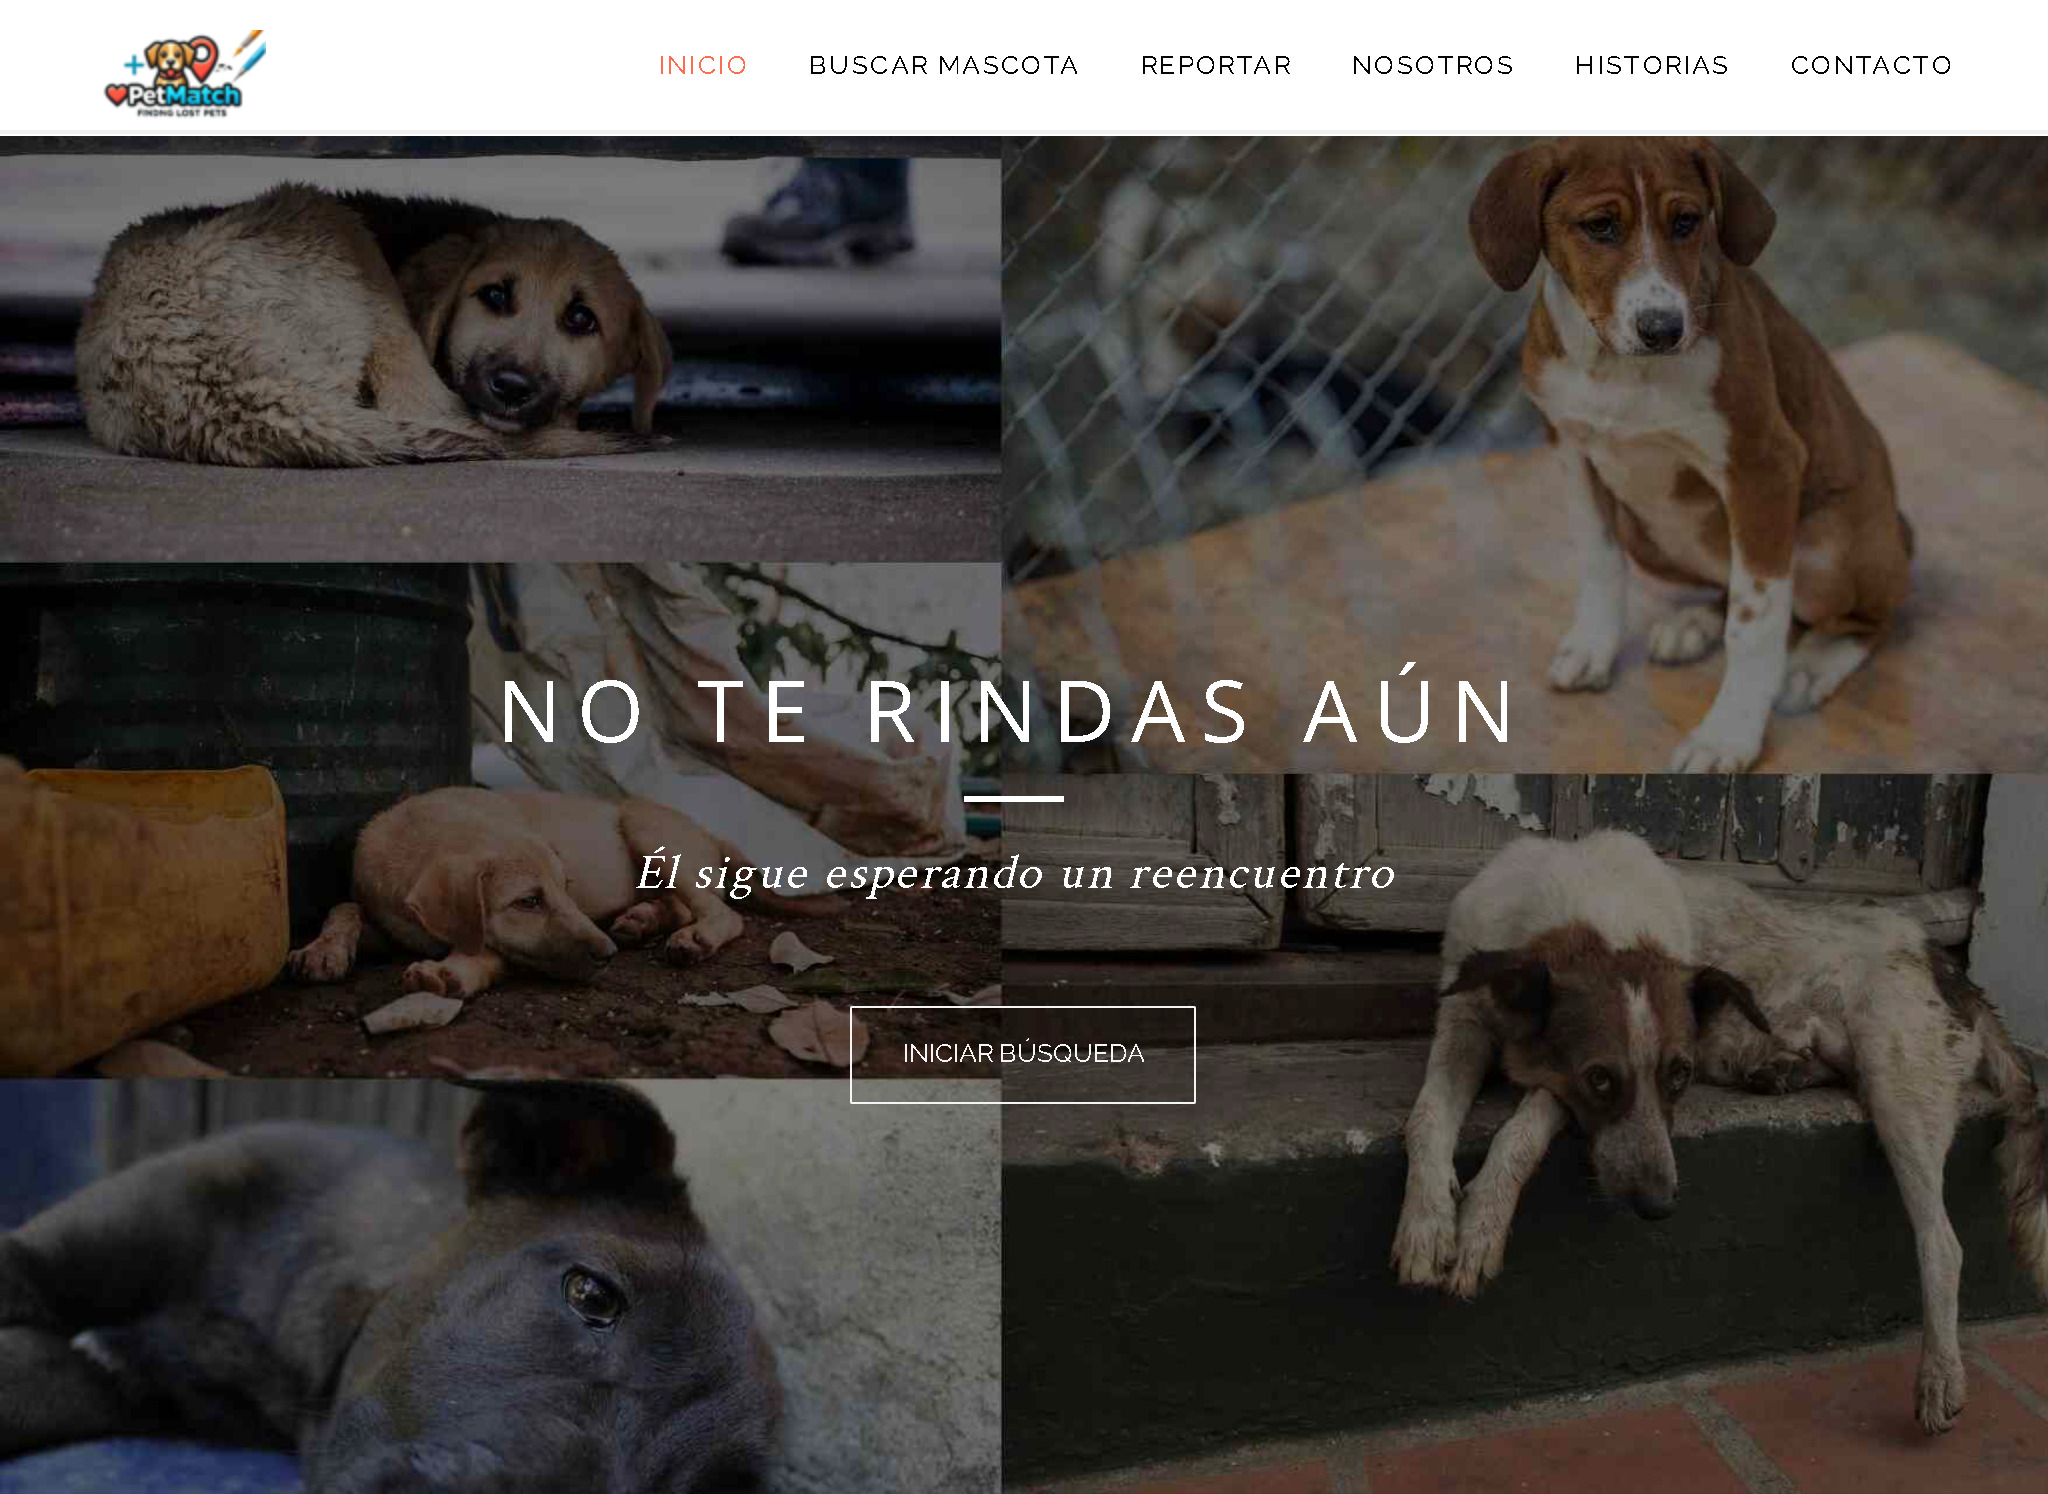 PetMatch
FINDNG LOST PETS
INICIO
BUSCAR MASCOTA
REPORTAR
NOSOTROS
HISTORIAS
CONTACTO
NO TE RINDAS AÚN
Él sigue esperando un reencuentro
INICIAR BÚSQUEDA